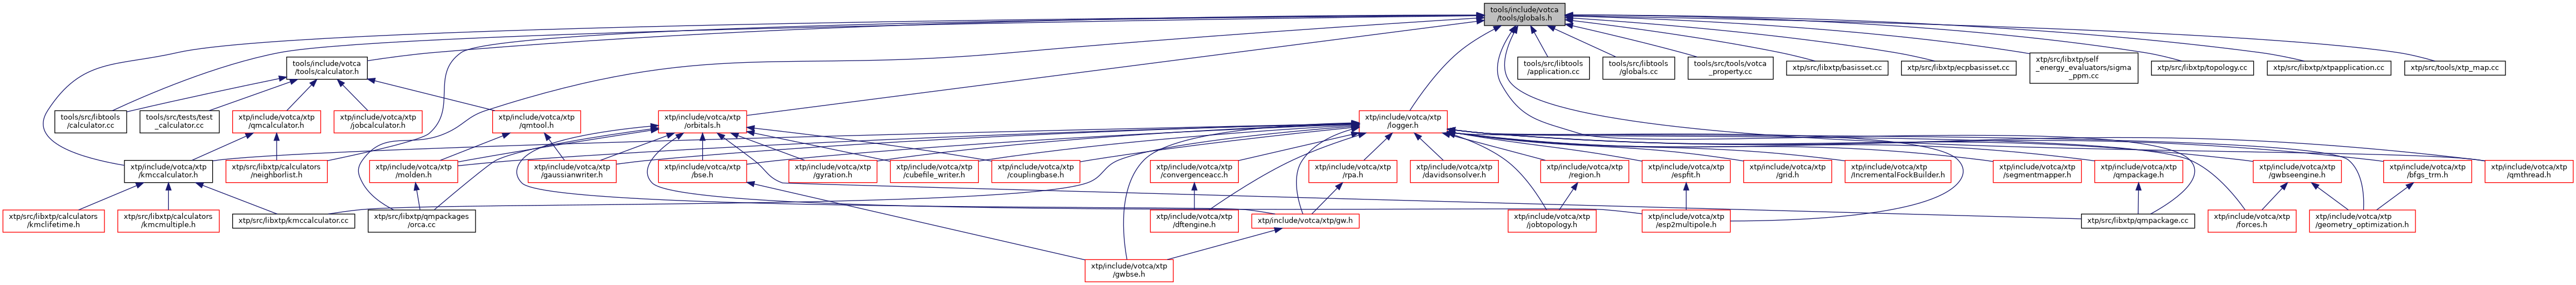 tools/include/votca
/tools/globals.h
tools/include/votca
/tools/calculator.h
tools/src/libtools
/application.cc
tools/src/libtools
/globals.cc
tools/src/tools/votca
_property.cc
xtp/src/libxtp/basisset.cc
xtp/src/libxtp/ecpbasisset.cc
xtp/src/libxtp/self
_energy_evaluators/sigma
_ppm.cc
xtp/src/libxtp/topology.cc
xtp/src/libxtp/xtpapplication.cc
xtp/src/tools/xtp_map.cc
tools/src/libtools
/calculator.cc
tools/src/tests/test
_calculator.cc
xtp/include/votca/xtp
/qmcalculator.h
xtp/include/votca/xtp
/jobcalculator.h
xtp/include/votca/xtp
/qmtool.h
xtp/include/votca/xtp
/orbitals.h
xtp/include/votca/xtp
/logger.h
xtp/include/votca/xtp
/kmccalculator.h
xtp/src/libxtp/calculators
/neighborlist.h
xtp/include/votca/xtp
/molden.h
xtp/include/votca/xtp
/gaussianwriter.h
xtp/include/votca/xtp
/bse.h
xtp/include/votca/xtp
/gyration.h
xtp/include/votca/xtp
/cubefile_writer.h
xtp/include/votca/xtp
/couplingbase.h
xtp/include/votca/xtp
/convergenceacc.h
xtp/include/votca/xtp
/rpa.h
xtp/include/votca/xtp
/davidsonsolver.h
xtp/include/votca/xtp
/region.h
xtp/include/votca/xtp
/espfit.h
xtp/include/votca/xtp
/grid.h
xtp/include/votca/xtp
/IncrementalFockBuilder.h
xtp/include/votca/xtp
/segmentmapper.h
xtp/include/votca/xtp
/qmpackage.h
xtp/include/votca/xtp
/gwbseengine.h
xtp/include/votca/xtp
/bfgs_trm.h
xtp/include/votca/xtp
/qmthread.h
xtp/src/libxtp/calculators
/kmclifetime.h
xtp/src/libxtp/calculators
/kmcmultiple.h
xtp/src/libxtp/kmccalculator.cc
xtp/src/libxtp/qmpackages
/orca.cc
xtp/include/votca/xtp
/dftengine.h
xtp/include/votca/xtp/gw.h
xtp/include/votca/xtp
/jobtopology.h
xtp/include/votca/xtp
/esp2multipole.h
xtp/src/libxtp/qmpackage.cc
xtp/include/votca/xtp
/forces.h
xtp/include/votca/xtp
/geometry_optimization.h
xtp/include/votca/xtp
/gwbse.h